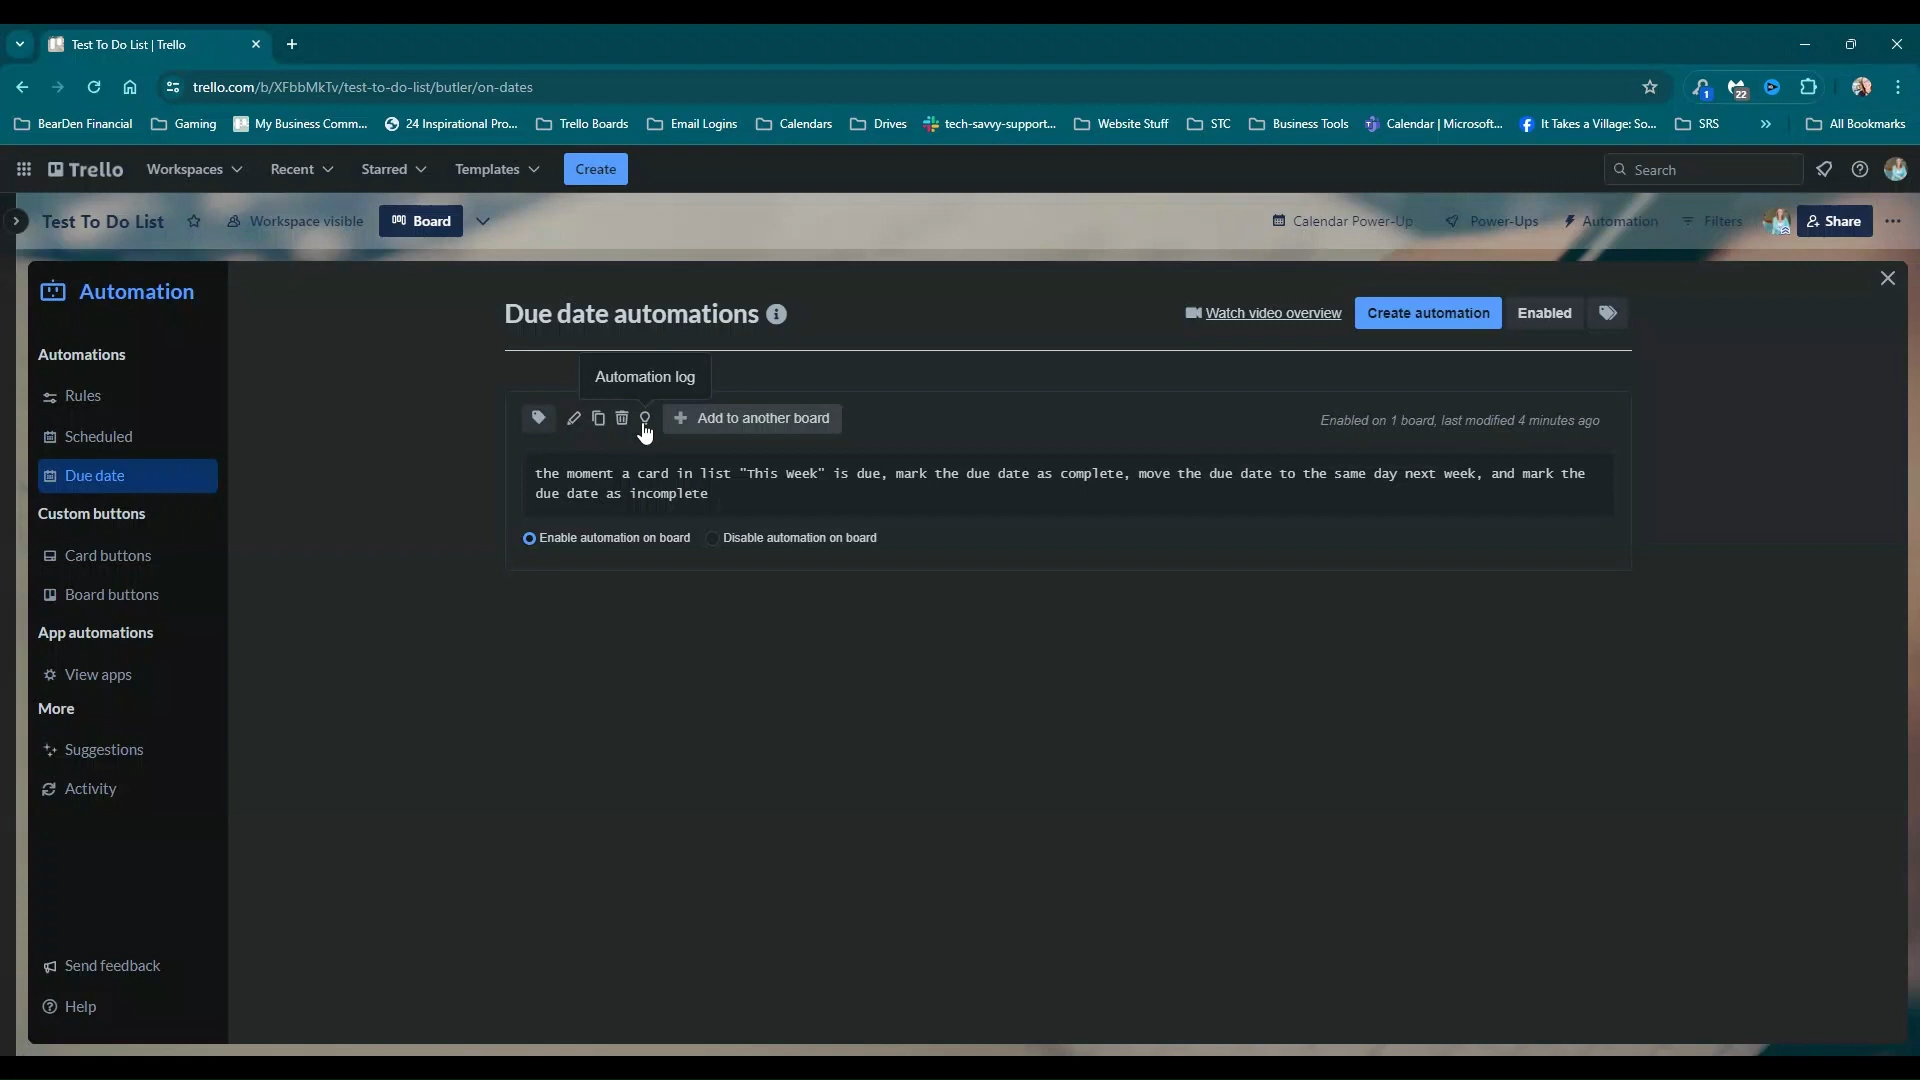 Test To Do List | Trello
trello.com/b/XFbbMkTv/test-to-do-list/butler/on-dates
1
22
BearDen Financial
Gaming
My Business Comm...
24 Inspirational Pro...
Trello Boards
Email Logins
Calendars
Drives
tech-savvy-support...
Website Stuff
STC
Business Tools
Calendar | Microsoft...
It Takes a Village: So...
SRS
»
All Bookmarks
Trello
Workspaces
Recent
Starred
Templates
Create
Search
Test To Do List
Workspace visible
Board
Calendar Power-Up
Power-Ups
Automation
Filters
Share
Automation
Due date automations
Watch video overview
Create automation
Enabled
Automations
Automation log
Rules
Add to another board
Enabled on 1 board, last modified 4 minutes ago
Scheduled
Due date
the moment a card in list "This Week" is due, mark the due date as complete, move the due date to the same day next week, and mark the
due date as incomplete
Custom buttons
Enable automation on board
Disable automation on board
Card buttons
Board buttons
App automations
View apps
More
Suggestions
Activity
Send feedback
Help